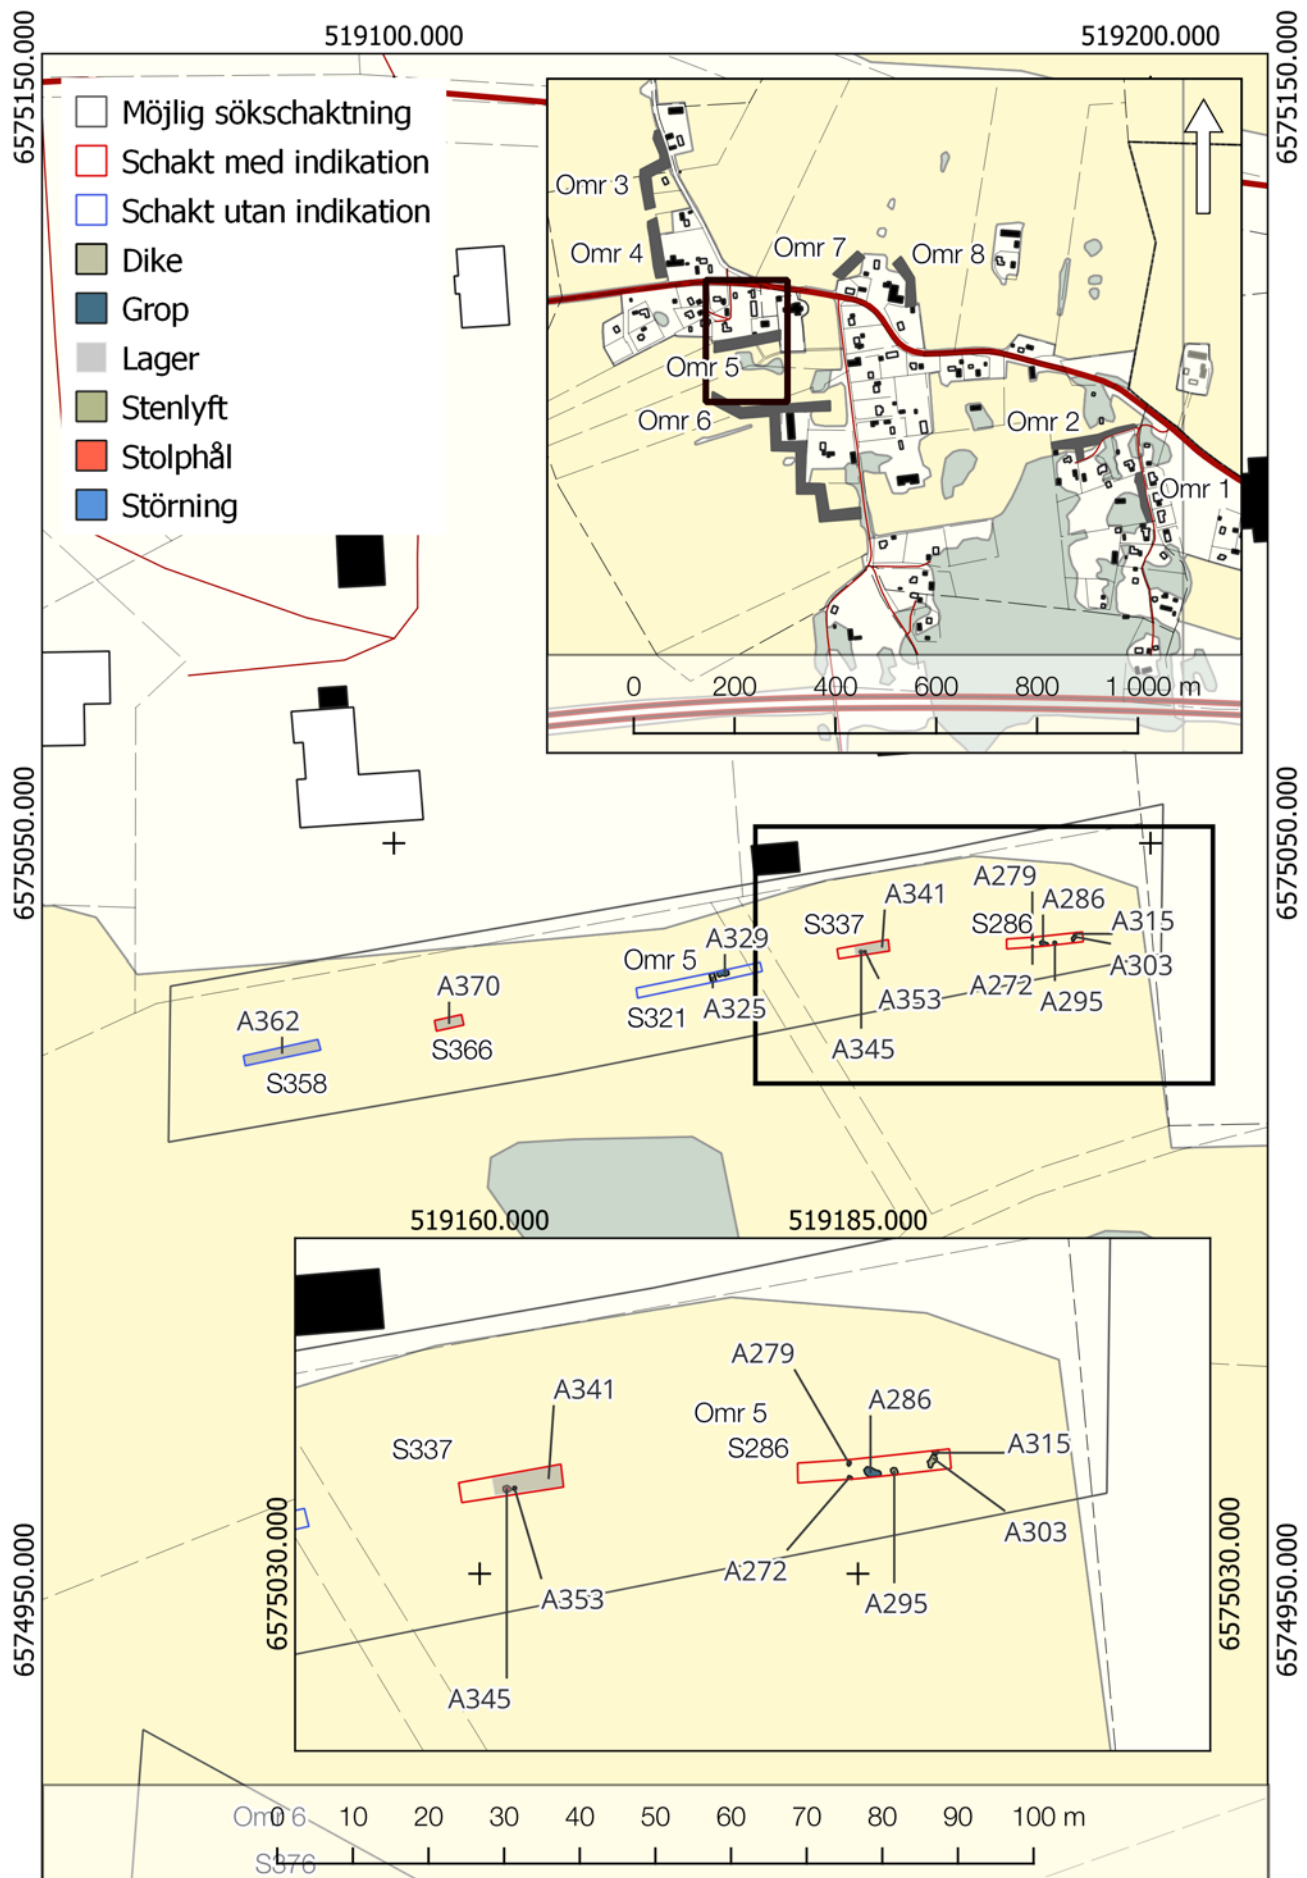 519100.000
519200.000
6575150.000
6575150.000
Möjlig sökschaktning
Schakt med indikation
Schakt utan indikation
Dike
Grop
Lager
Stenlyft
Stolphål
Störning
Omr 3
Omr 4
Omr 7
Omr 8
Omr 5
Omr 6
Omr 2
Omr 1
0 200 400 600 800 1 000 m
6575050.000
6575050.000
A279
A286
A341
S337
S286
A315
A329
Omr 5
A303
A370
A272
A295
A353
S321
A325
A362
S366
A345
S358
519160.000
519185.000
A279
A341
A286
Omr 5
S337
S286
A315
A303
A272
A353
A295
A345
6575030.000
6575030.000
6574950.000
6574950.000
Omr 6
0 10 20 30 40 50 60 70 80 90 100 m
S376